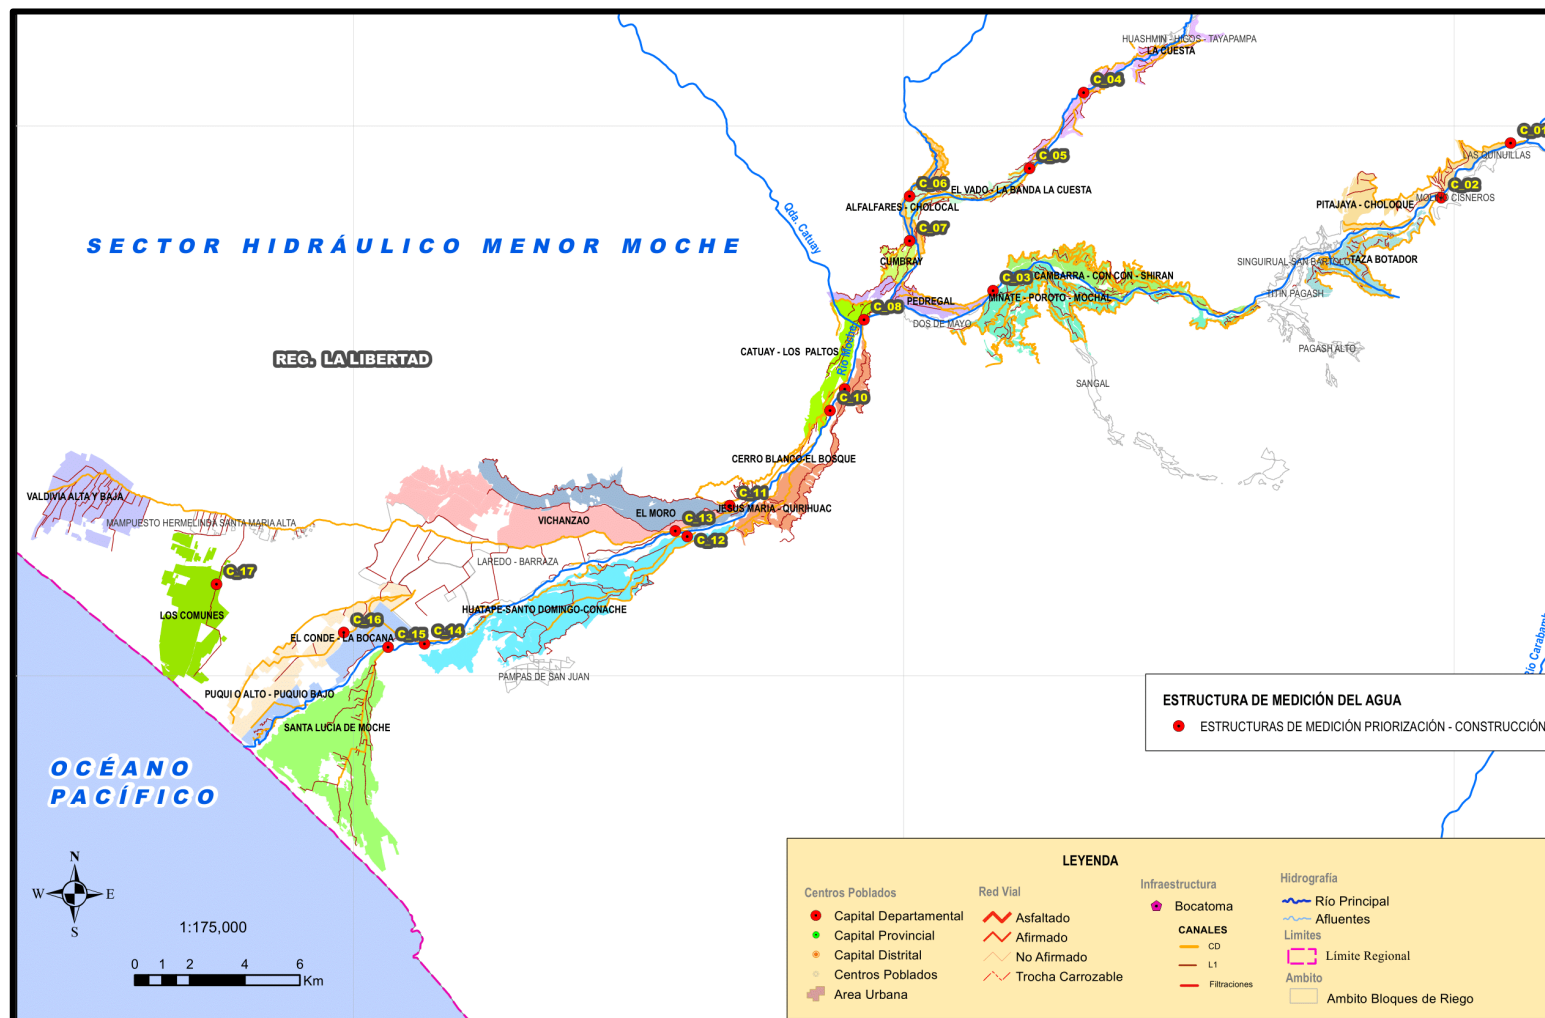 HUASHMIN - HIGOS - TAYAPAMPA
LA CUESTA
C_04
C_01
LAS QUINUILLAS
C_05
C_02
MOLINO CISNEROS
C_06
EL VADO - LA BANDA LA CUESTA
ALFALFARES - CHOLOCAL
PITAJAYA - CHOLOQUE
Qda. Catuay
C_07
SECTOR HIDRÁULICO MENOR MOCHE
CUMBRAY
SINGUIRUAL-SAN BARTOLO
TAZA BOTADOR
C_03
CAMBARRA - CON CON - SHIRAN
MINATE - POROTO - MOCHAL
TITIN PAGASH
PEDREGAL
C_08
DOS DE MAYO
Río Moche
CATUAY - LOS PALTOS
PAGASH ALTO
REG. LA LIBERTAD
SANGAL
C_10
CERRO BLANCO-EL BOSQUE
VALDIVIA ALTA Y BAJA
C_11
JESUS MARIA - QUIRIHUAC
EL MORO
C_13
VICHANZAO
MAMPUESTO HERMELINDA SANTA MARIA ALTA
C_12
LAREDO - BARRAZA
C_17
LOS COMUNES
HUATAPE-SANTO DOMINGO-CONACHE
C_16
C_15
C_14
EL CONDE - LA BOCANA
PAMPAS DE SAN JUAN
PUQUI O ALTO - PUQUIO BAJO
SANTA LUCIA DE MOCHE
Río Carabam
ESTRUCTURA DE MEDICIÓN DEL AGUA
ESTRUCTURAS DE MEDICIÓN PRIORIZACIÓN - CONSTRUCCIÓN
OCÉANO
PACÍFICO
N
W E
S
1:175,000
0 1 2 4 6
Km
LEYENDA
Centros Poblados
Capital Departamental
Capital Provincial
Capital Distrital
Centros Poblados
Area Urbana
Red Vial
Asfaltado
Afirmado
No Afirmado
Trocha Carrozable
Infraestructura
Bocatoma
CANALES
CD
L1
Filtraciones
Hidrografía
Río Principal
Afluentes
Limites
Límite Regional
Ambito
Ambito Bloques de Riego